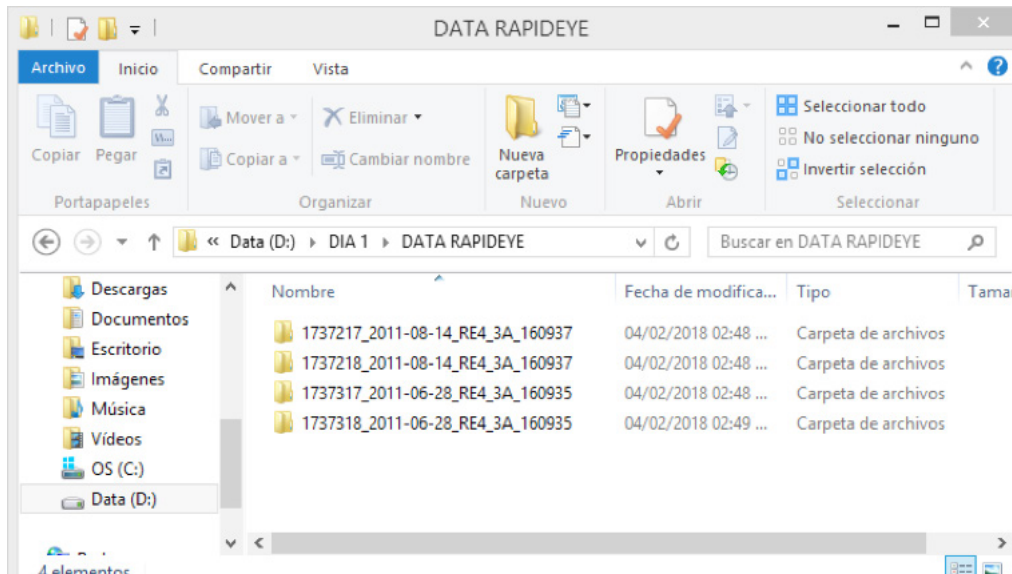 DATA RAPIDEYE
Archivo Inicio Compartir Vista
Copiar Pegar
Mover a Eliminar
Copiar a Cambiar nombre
Nueva carpeta
Propiedades
Seleccionar todo
No seleccionar ninguno
Invertir selección
Portapapeles Organizar Nuevo Abrir Seleccionar
« Data (D:) DIA 1 DATA RAPIDEYE Buscar en DATA RAPIDEYE
Descargas
Documentos
Escritorio
Imágenes
Música
Vídeos
OS (C:)
Data (D:)
Nombre Fecha de modifica... Tipo Tama
1737217_2011-08-14_RE4_3A_160937 04/02/2018 02:48 ... Carpeta de archivos
1737218_2011-08-14_RE4_3A_160937 04/02/2018 02:48 ... Carpeta de archivos
1737317_2011-06-28_RE4_3A_160935 04/02/2018 02:48 ... Carpeta de archivos
1737318_2011-06-28_RE4_3A_160935 04/02/2018 02:49 ... Carpeta de archivos
4 elementos